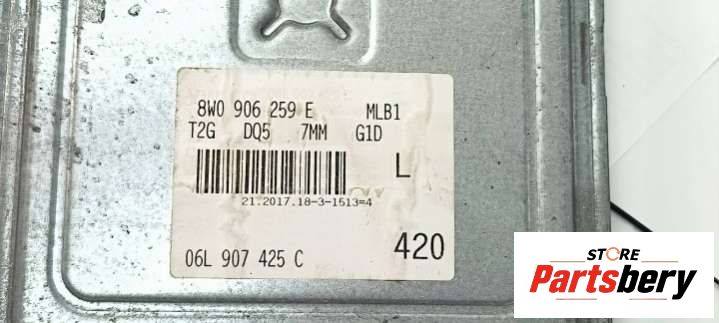 8W0 906 259 E MLB1
T2G DQ5 7MM G1D
L
21.2017.18-3-1513=4
06L 907 425 C 420
STORE
Partsbery